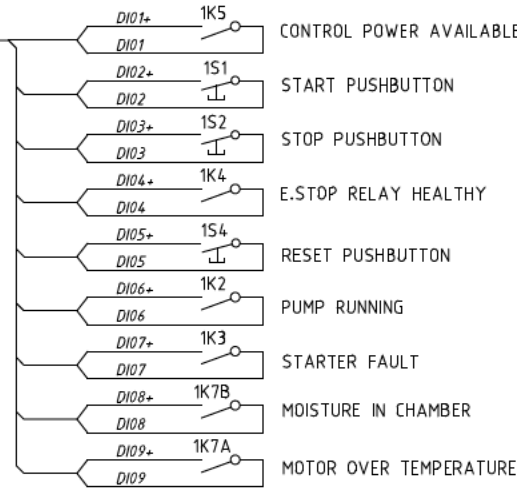 DI01+ 1K5
DI01 CONTROL POWER AVAILABLE
DI02+ 1S1
DI02 START PUSHBUTTON
DI03+ 1S2
DI03 STOP PUSHBUTTON
DI04+ 1K4
DI04 E.STOP RELAY HEALTHY
DI05+ 1S4
DI05 RESET PUSHBUTTON
DI06+ 1K2
DI06 PUMP RUNNING
DI07+ 1K3
DI07 STARTER FAULT
DI08+ 1K7B
DI08 MOISTURE IN CHAMBER
DI09+ 1K7A
DI09 MOTOR OVER TEMPERATURE